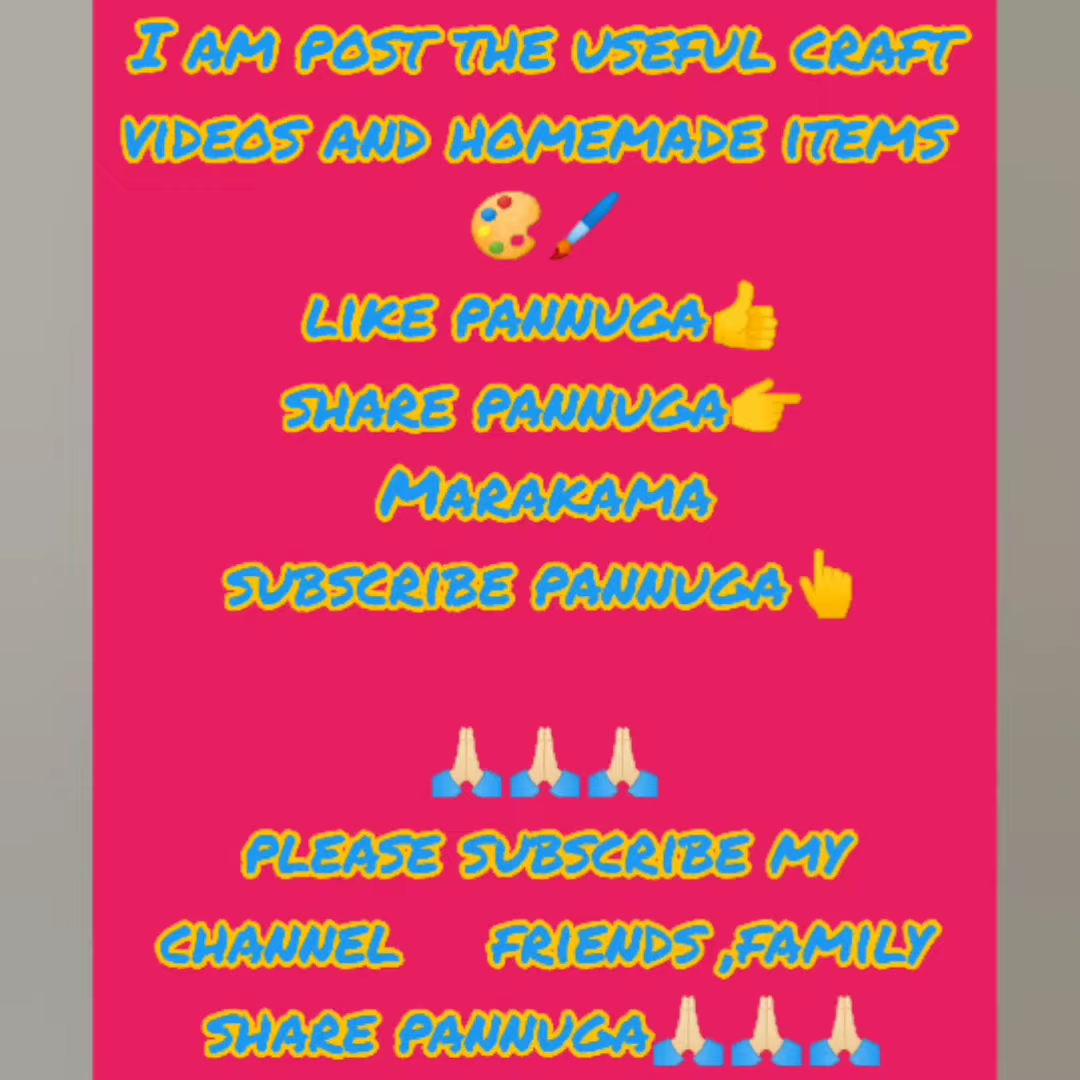 I am post the useful craft
videos and homemade items
🎨🖌️
like pannuga👍
share pannuga👉
Marakama
subscribe pannuga👆
🙏🏻🙏🏻🙏🏻
please subscribe my
channel friends ,family
share pannuga🙏🏻🙏🏻🙏🏻